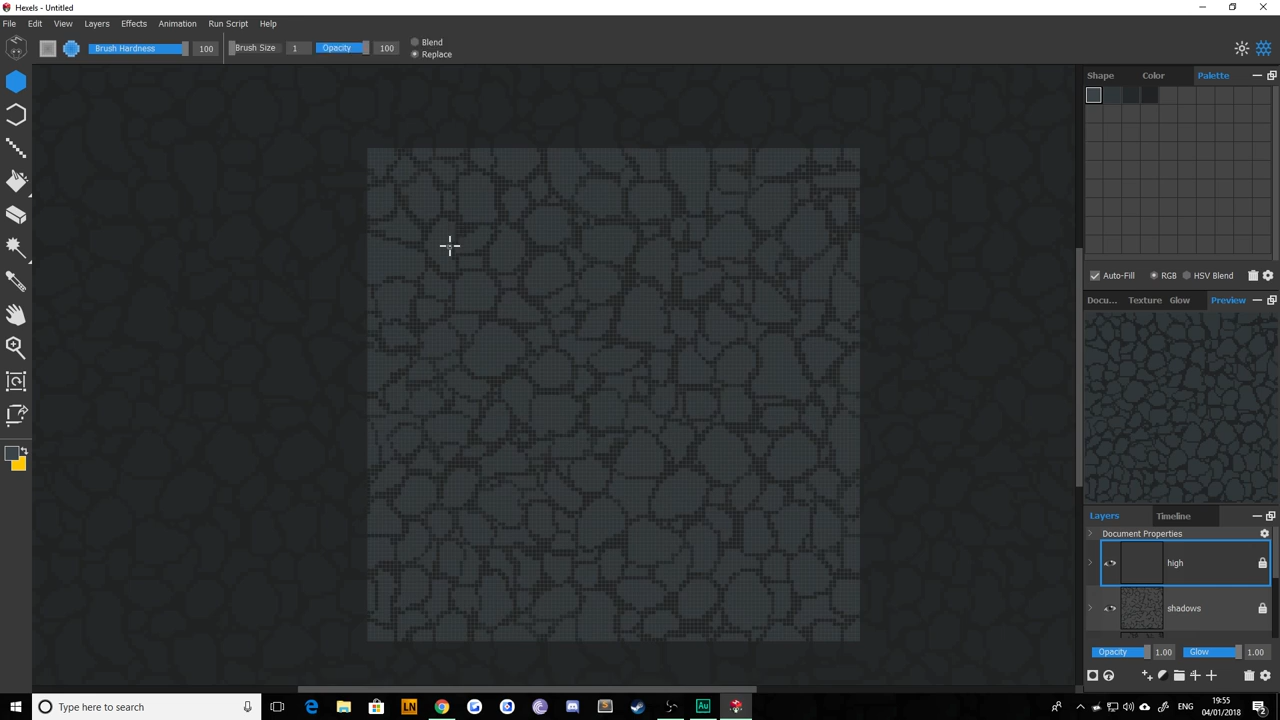 Hexels - Untitled
File Edit View Layers Effects Animation Run Script Help
Brush Hardness 100 Brush Size 1 Opacity 100 Blend
Replace
Shape Color Palette
Auto-Fill RGB HSV Blend
Docu... Texture Glow Preview
Layers Timeline
Document Properties
high
shadows
Opacity 1.00 Glow 1.00
Type here to search
LN
Au
ENG
19:55
04/01/2018